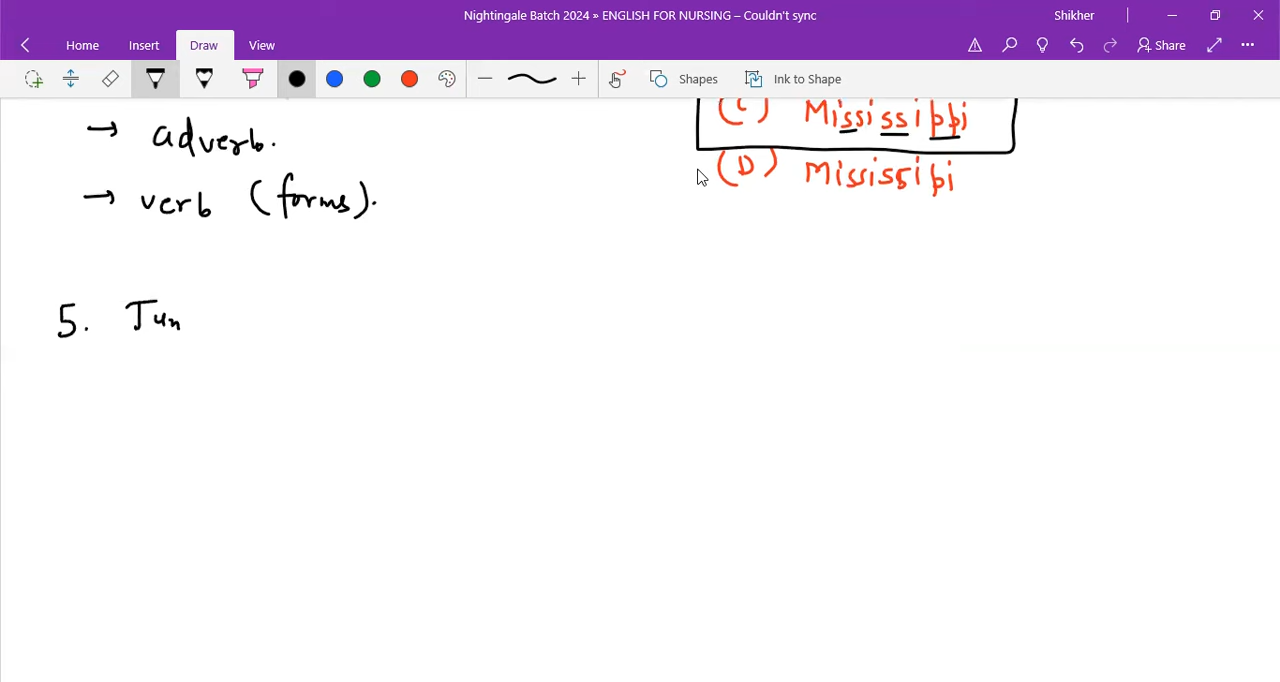 Nightingale Batch 2024 » ENGLISH FOR NURSING – Couldn't sync
Shikher
Home Insert Draw View
Share
Shapes
Ink to Shape
→ adverb.
→ verb (forms).
5. Jun
(C) Mississippi
(D) Mississipi